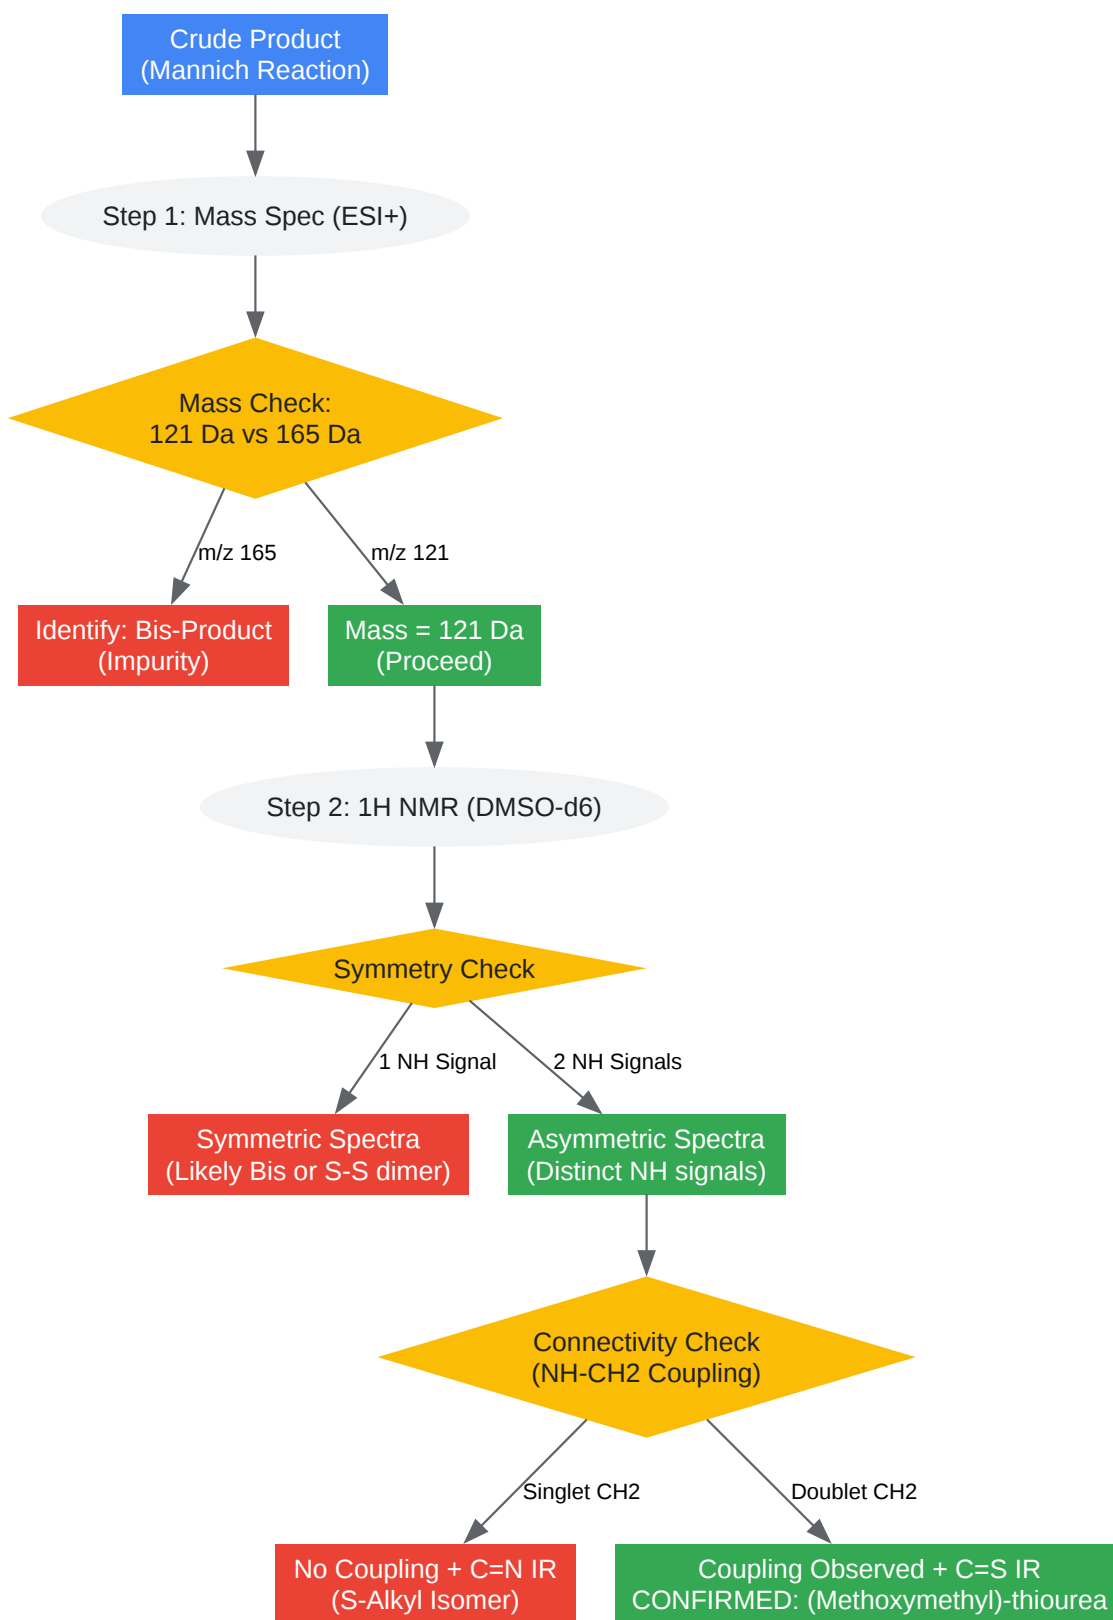 Crude Product
(Mannich Reaction)
Step 1: Mass Spec (ESI+)
Mass Check:
121 Da vs 165 Da
m/z 165
m/z 121
Identify: Bis-Product
(Impurity)
Mass = 121 Da
(Proceed)
Step 2: 1H NMR (DMSO-d6)
Symmetry Check
1 NH Signal
2 NH Signals
Symmetric Spectra
(Likely Bis or S-S dimer)
Asymmetric Spectra
(Distinct NH signals)
Connectivity Check
(NH-CH2 Coupling)
Singlet CH2
Doublet CH2
No Coupling + C=N IR
(S-Alkyl Isomer)
Coupling Observed + C=S IR
CONFIRMED: (Methoxymethyl)-thiourea